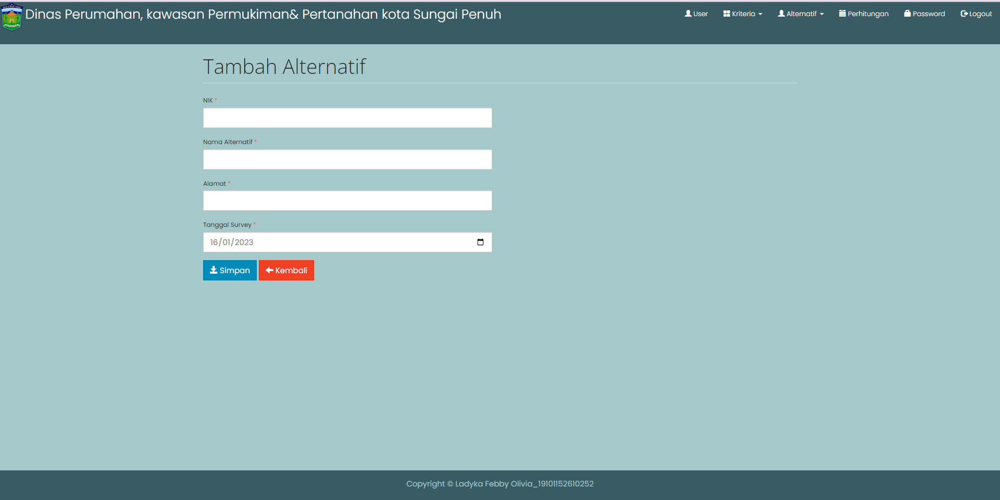 Dinas Perumahan, kawasan Permukiman& Pertanahan kota Sungai Penuh
User Kriteria Alternatif Perhitungan Password Logout
Tambah Alternatif
NIK *
Nama Alternatif *
Alamat *
Tanggal Survey *
16/01/2023
Simpan Kembali
Copyright © Ladyka Febby Olivia_19101152610252